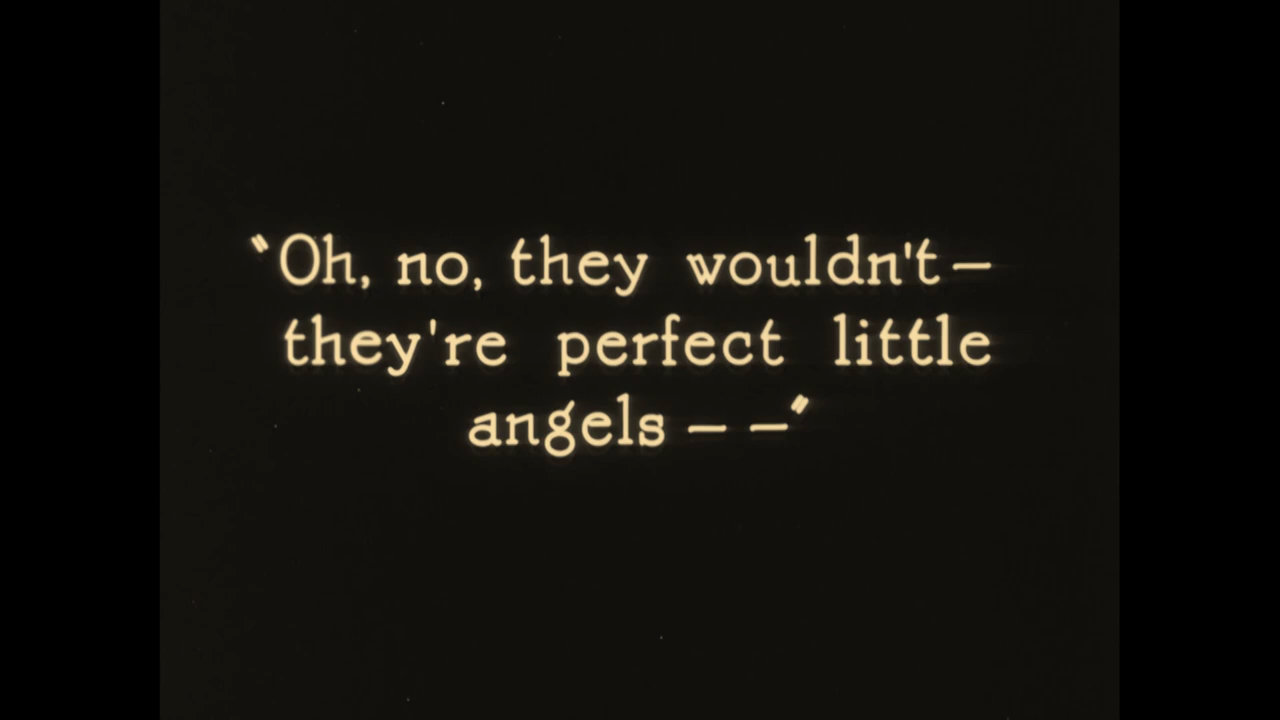 "Oh, no, they wouldn't—
they're perfect little
angels — —"